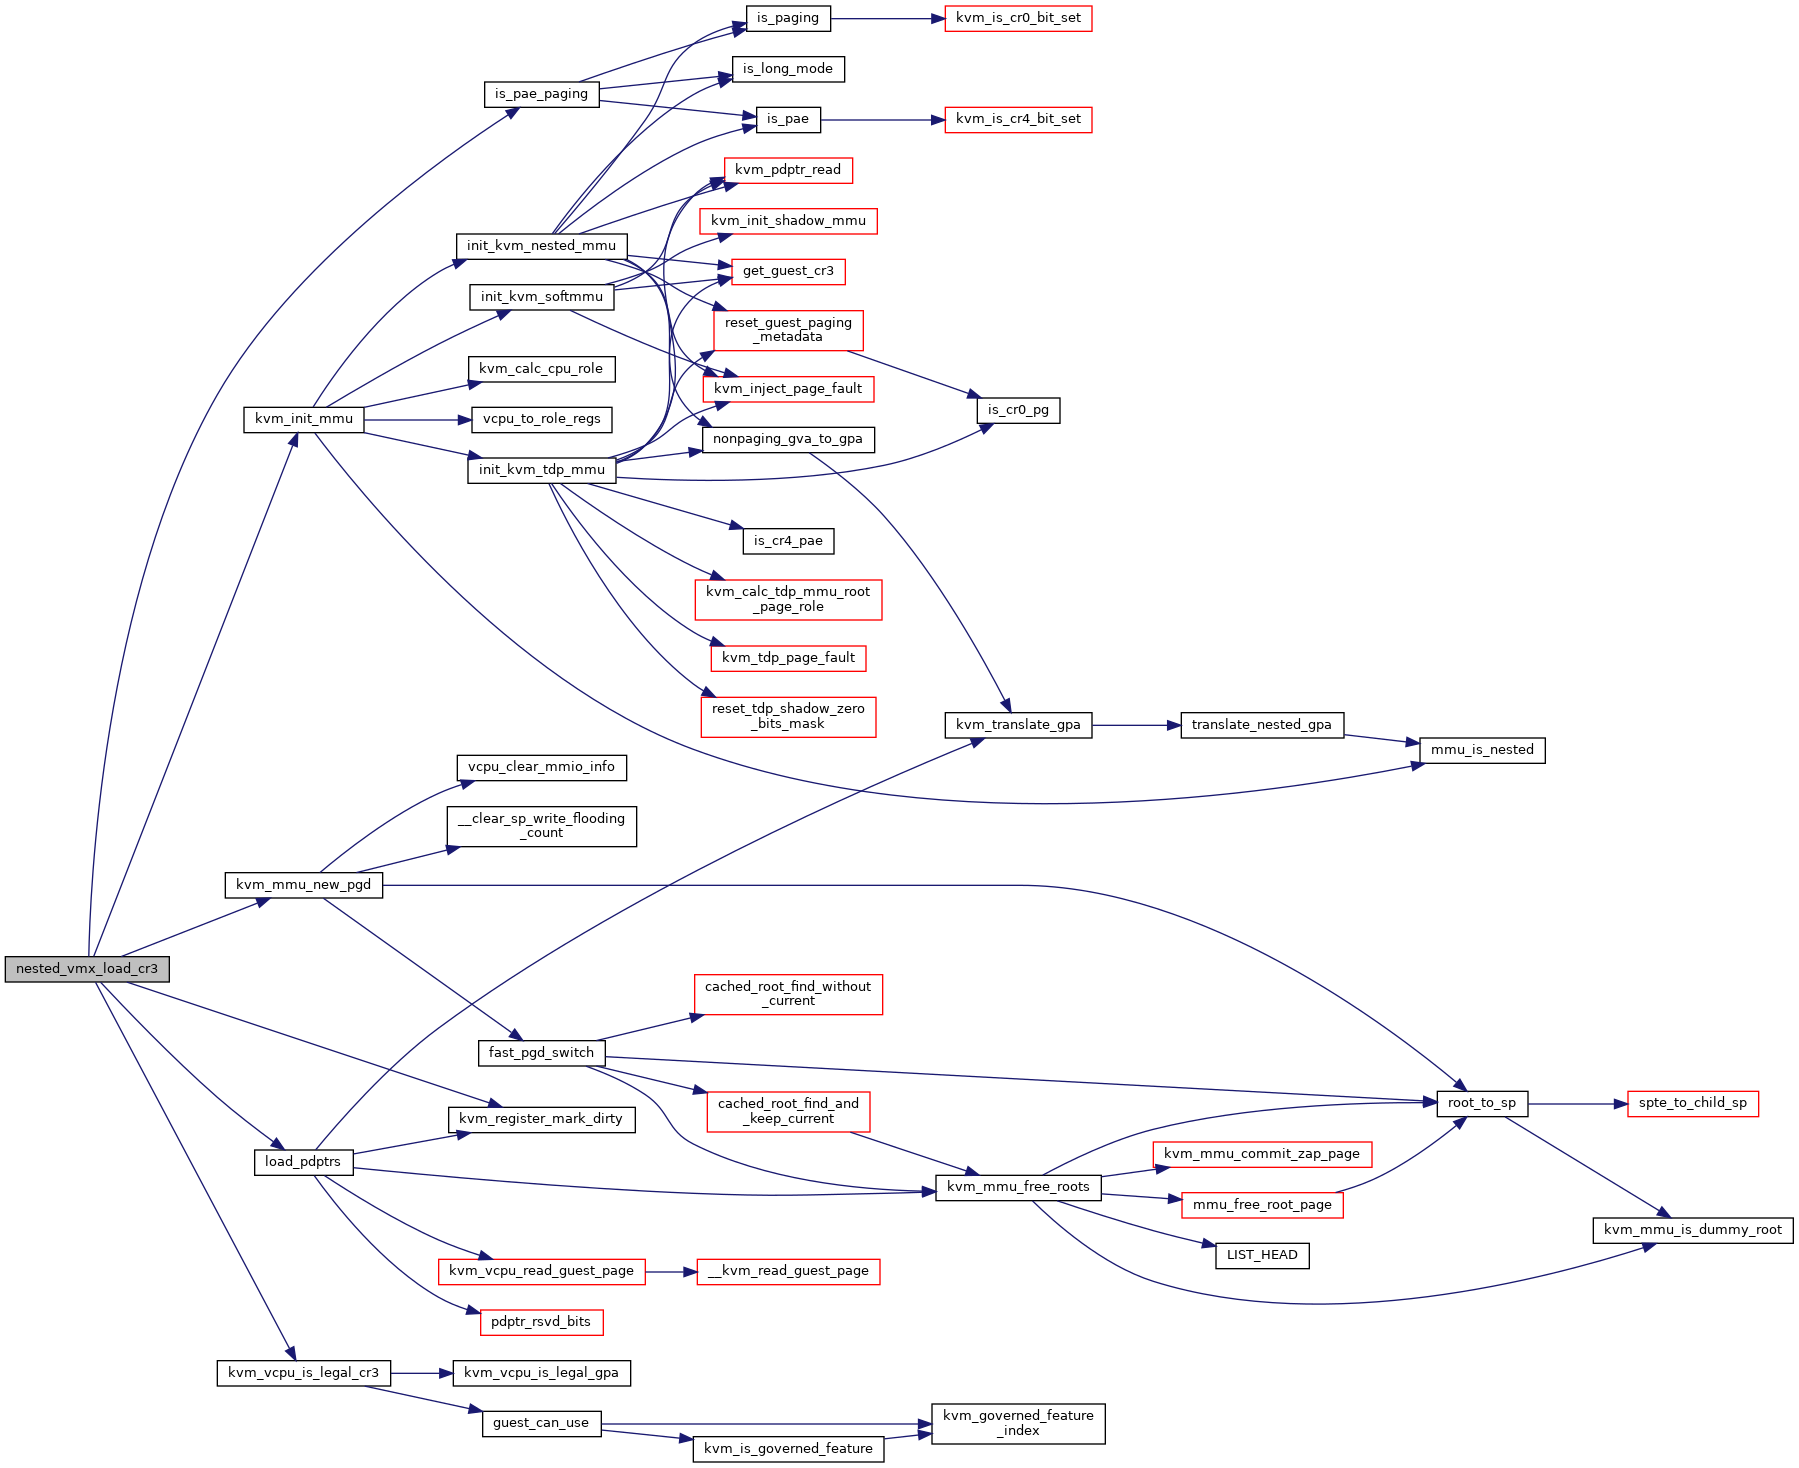 is_paging
kvm_is_cr0_bit_set
is_long_mode
is_pae_paging
is_pae
kvm_is_cr4_bit_set
kvm_pdptr_read
kvm_init_shadow_mmu
init_kvm_nested_mmu
get_guest_cr3
init_kvm_softmmu
reset_guest_paging
_metadata
kvm_calc_cpu_role
kvm_inject_page_fault
is_cr0_pg
kvm_init_mmu
vcpu_to_role_regs
nonpaging_gva_to_gpa
init_kvm_tdp_mmu
is_cr4_pae
kvm_calc_tdp_mmu_root
_page_role
kvm_tdp_page_fault
reset_tdp_shadow_zero
_bits_mask
kvm_translate_gpa
translate_nested_gpa
mmu_is_nested
vcpu_clear_mmio_info
__clear_sp_write_flooding
_count
kvm_mmu_new_pgd
nested_vmx_load_cr3
cached_root_find_without
_current
fast_pgd_switch
cached_root_find_and
_keep_current
root_to_sp
spte_to_child_sp
kvm_register_mark_dirty
load_pdptrs
kvm_mmu_commit_zap_page
kvm_mmu_free_roots
mmu_free_root_page
kvm_mmu_is_dummy_root
LIST_HEAD
kvm_vcpu_read_guest_page
__kvm_read_guest_page
pdptr_rsvd_bits
kvm_vcpu_is_legal_cr3
kvm_vcpu_is_legal_gpa
guest_can_use
kvm_governed_feature
_index
kvm_is_governed_feature